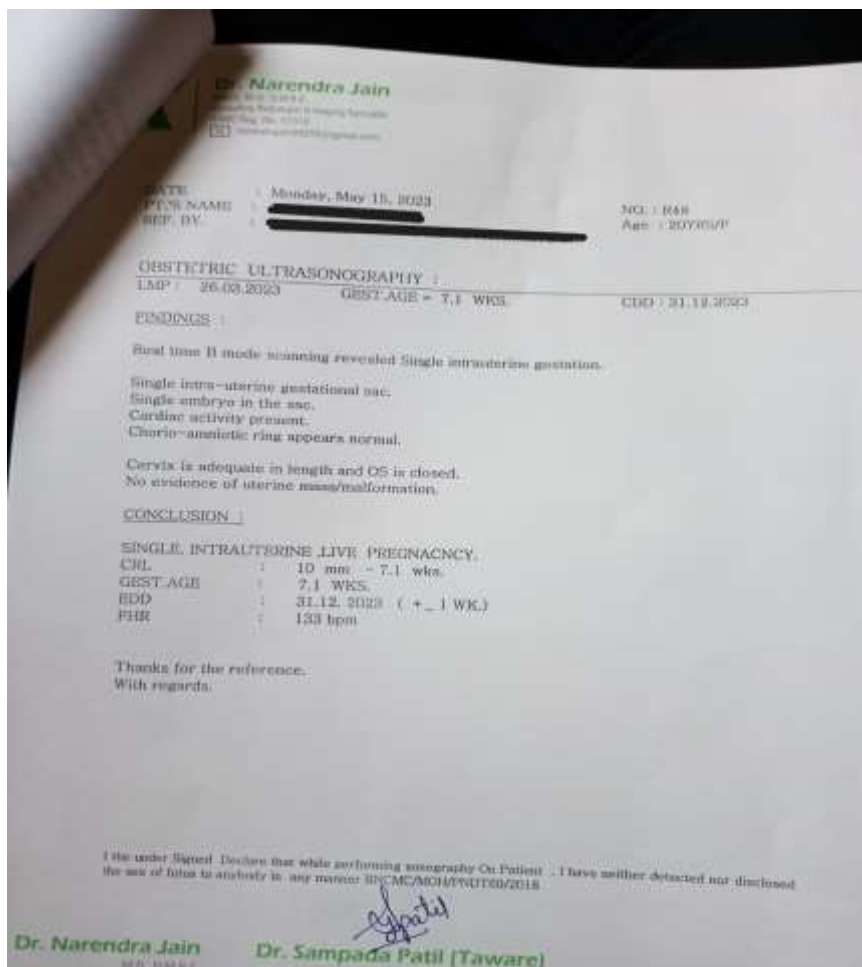 Dr. Narendra Jain
DATE : Monday, May 15, 2023
PT.'S NAME :
REF. BY. :
NO. : R48
Age : 20YRS/F
OBSTETRIC ULTRASONOGRAPHY :
LMP : 26.03.2023 GEST.AGE = 7.1 WKS. CDD : 31.12.2023
FINDINGS :
Real time B mode scanning revealed Single intrauterine gestation.
Single intra-uterine gestational sac.
Single embryo in the sac.
Cardiac activity present.
Chorio-amniotic ring appears normal.
Cervix is adequate in length and OS is closed.
No evidence of uterine mass/malformation.
CONCLUSION :
SINGLE, INTRAUTERINE ,LIVE PREGNACNCY.
CRL : 10 mm - 7.1 wks.
GEST.AGE : 7.1 WKS.
EDD : 31.12. 2023 ( +_ 1 WK.)
FHR : 133 bpm
Thanks for the reference.
With regards.
I the under Signed Declare that while performing sonography On Patient . I have neither detected nor disclosed
the sex of fetus to anybody in any manner
Dr. Narendra Jain Dr. Sampada Patil (Taware)